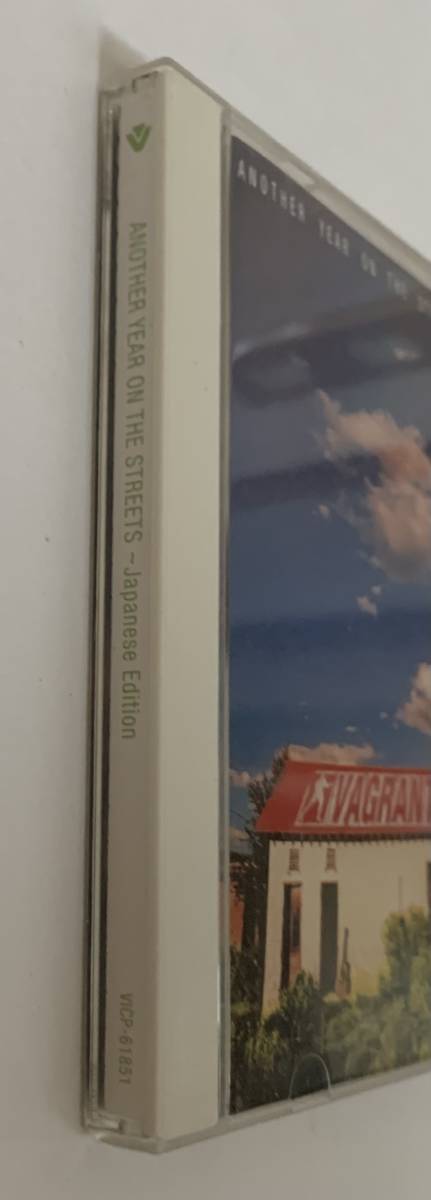 ANOTHER YEAR ON THE STREETS ~Japanese Edition
VICP-61851
ANOTHER YEAR ON THE
VAGRANT